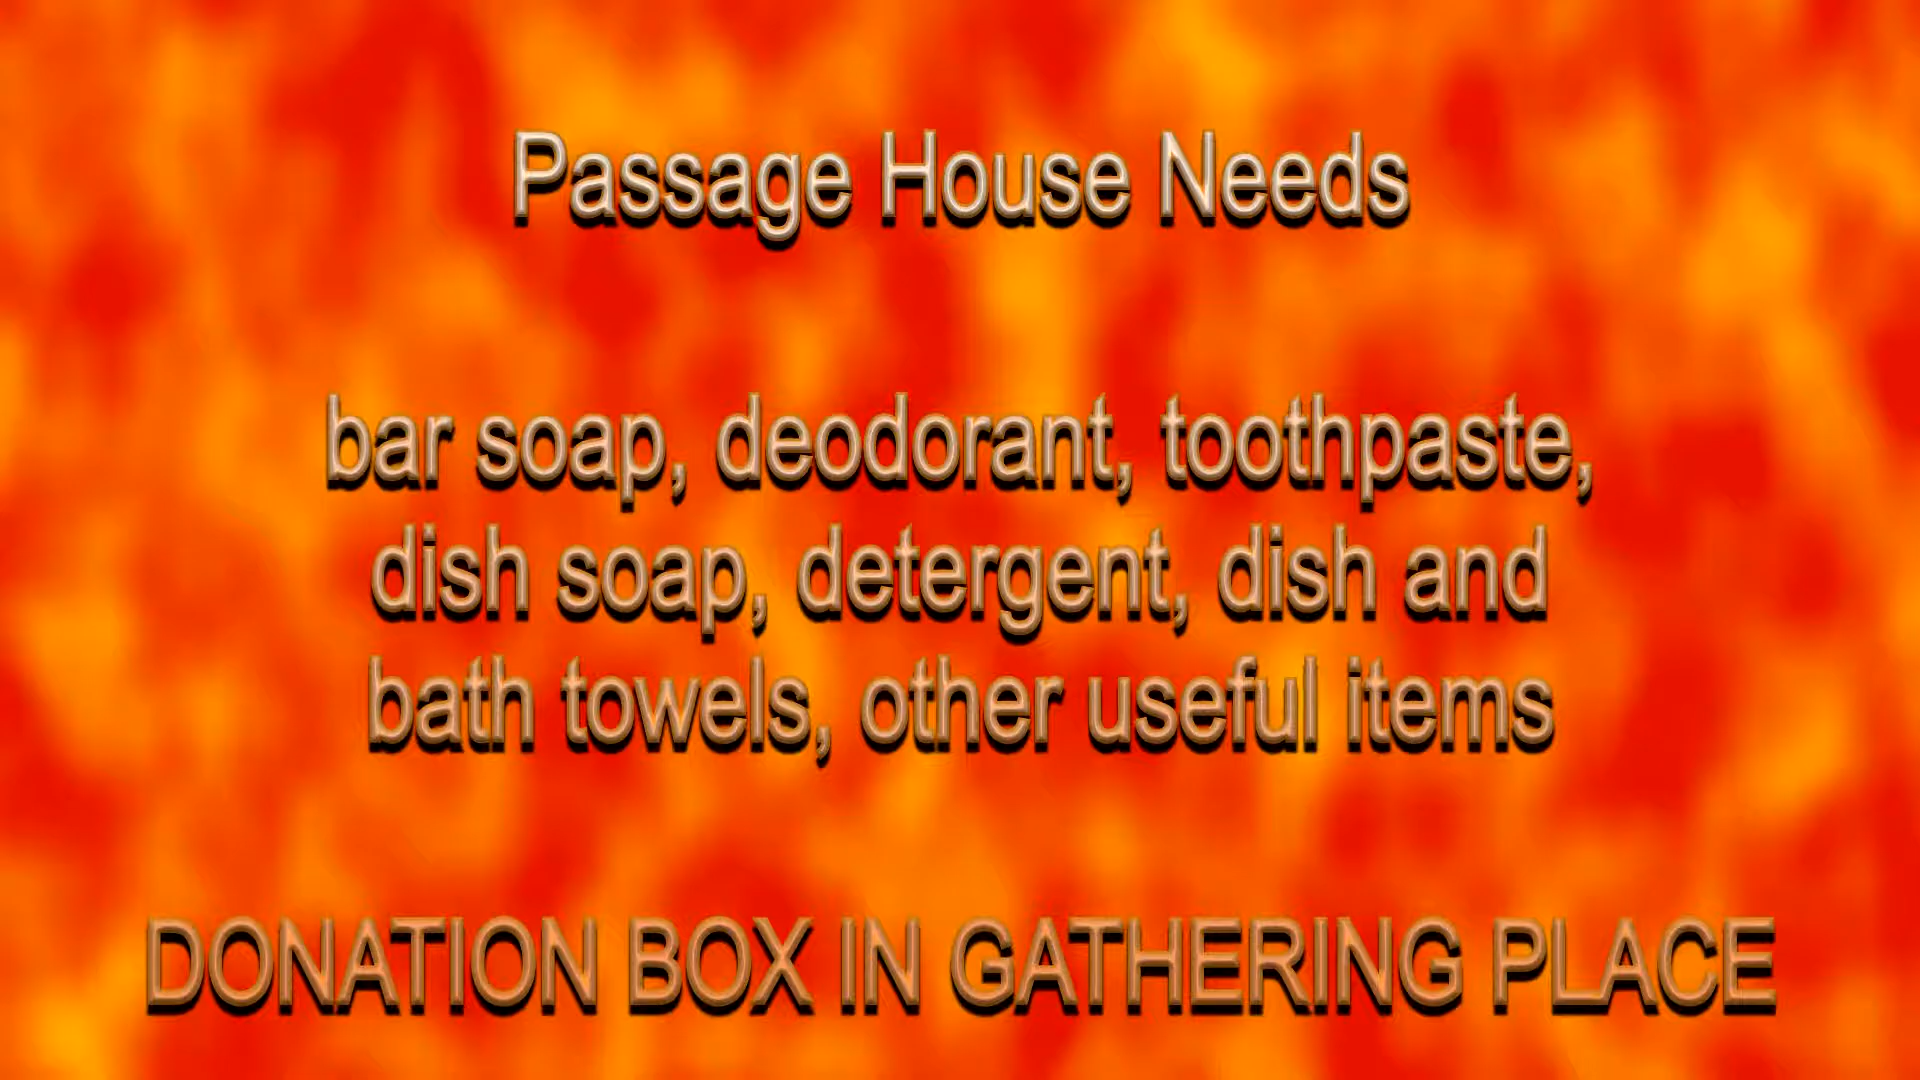 Passage House Needs
bar soap, deodorant, toothpaste,
dish soap, detergent, dish and
bath towels, other useful items
DONATION BOX IN GATHERING PLACE